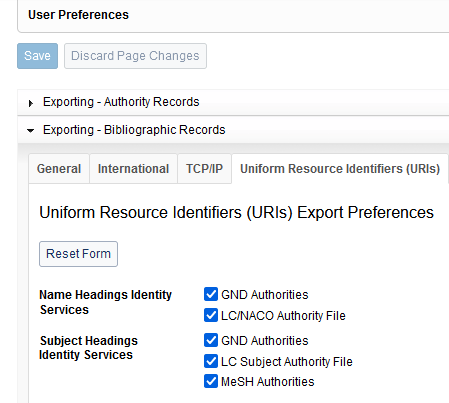 User Preferences
Save Discard Page Changes
Exporting - Authority Records
Exporting - Bibliographic Records
General International TCP/IP Uniform Resource Identifiers (URIs)
Uniform Resource Identifiers (URIs) Export Preferences
Reset Form
Name Headings Identity GND Authorities
Services LC/NACO Authority File
Subject Headings GND Authorities
Identity Services LC Subject Authority File
MeSH Authorities